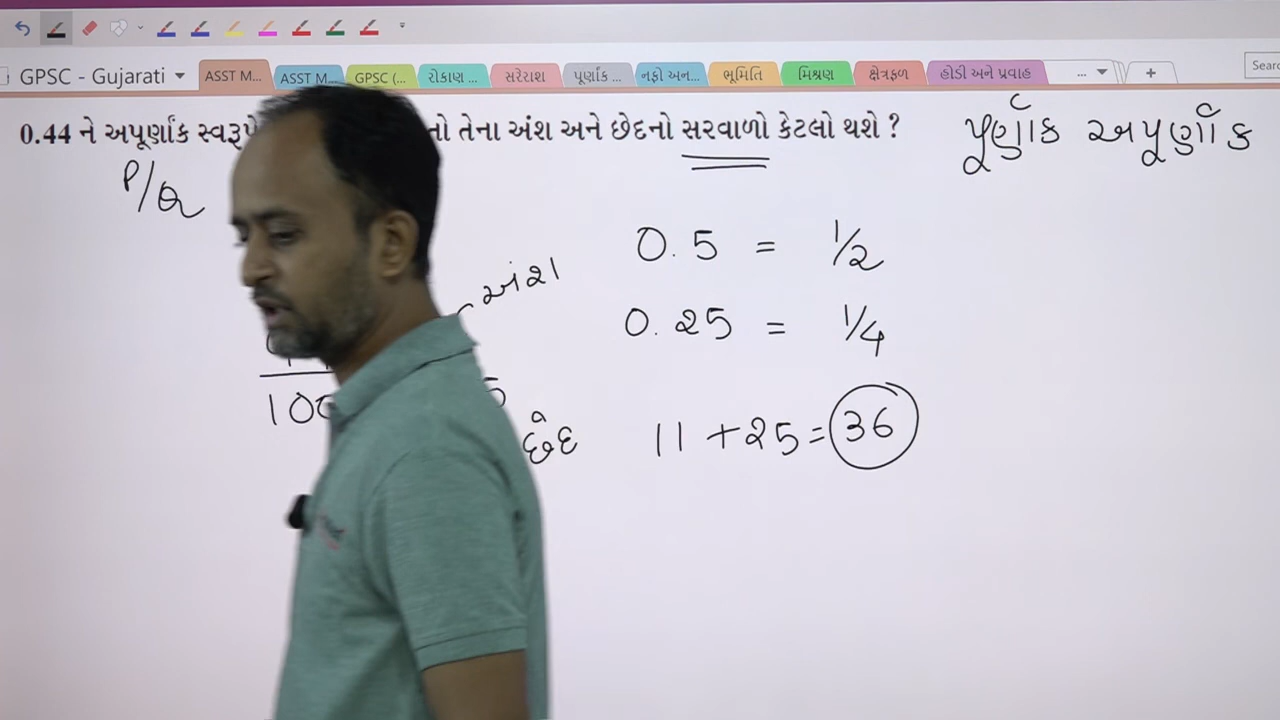 GPSC - Gujarati
ASST M...
ASST M...
GPSC (...
રોકાણ ...
સરેરાશ
પૂર્ણાંક ...
નફો અન...
ભૂમિતિ
મિશ્રણ
ક્ષેત્રફળ
હોડી અને પ્રવાહ
...
+
Searc
0.44 ને અપૂર્ણાંક સ્વરૂપે તો તેના અંશ અને છેદનો સરવાળો કેટલો થશે ?
પૂર્ણાંક અપૂર્ણાંક
P/Q
0.5 = 1/2
અંશ
0.25 = 1/4
100
5
છેદ
11 + 25 = 36